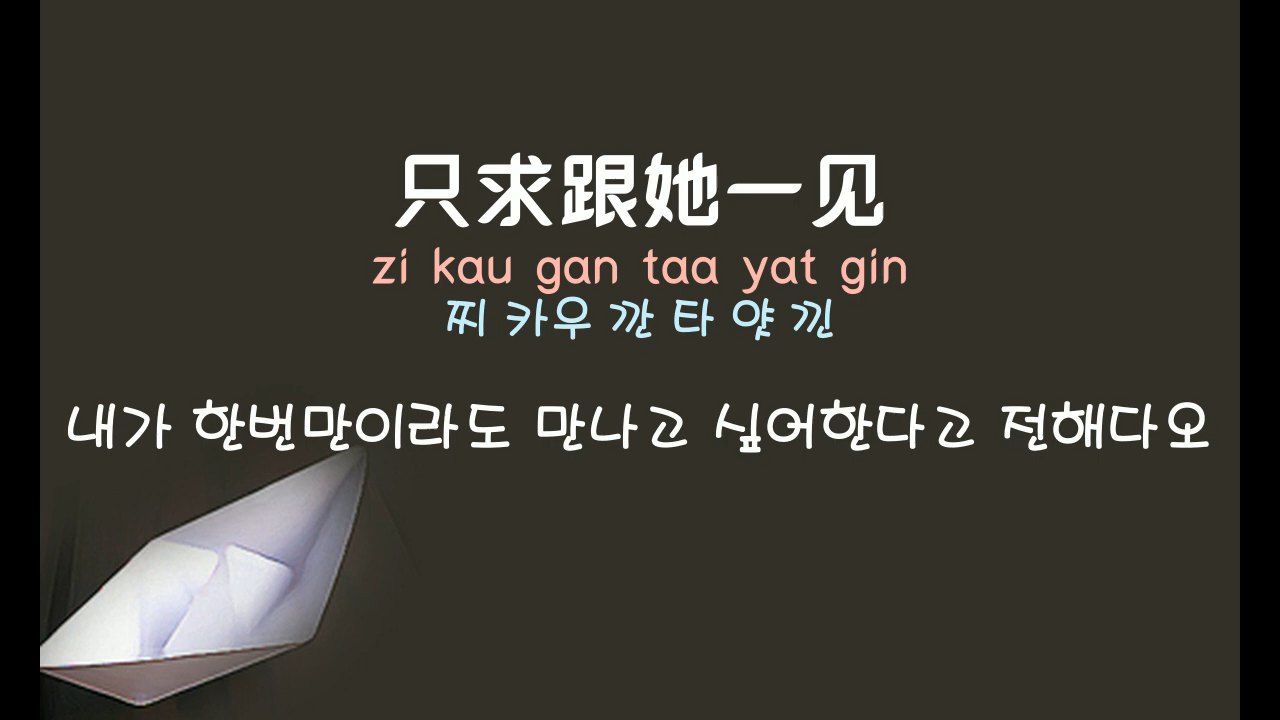 只求跟她一见
zi kau gan taa yat gin
찌 카우 깐 타 얏 낀
내가 한번만이라도 만나고 싶어한다고 전해다오